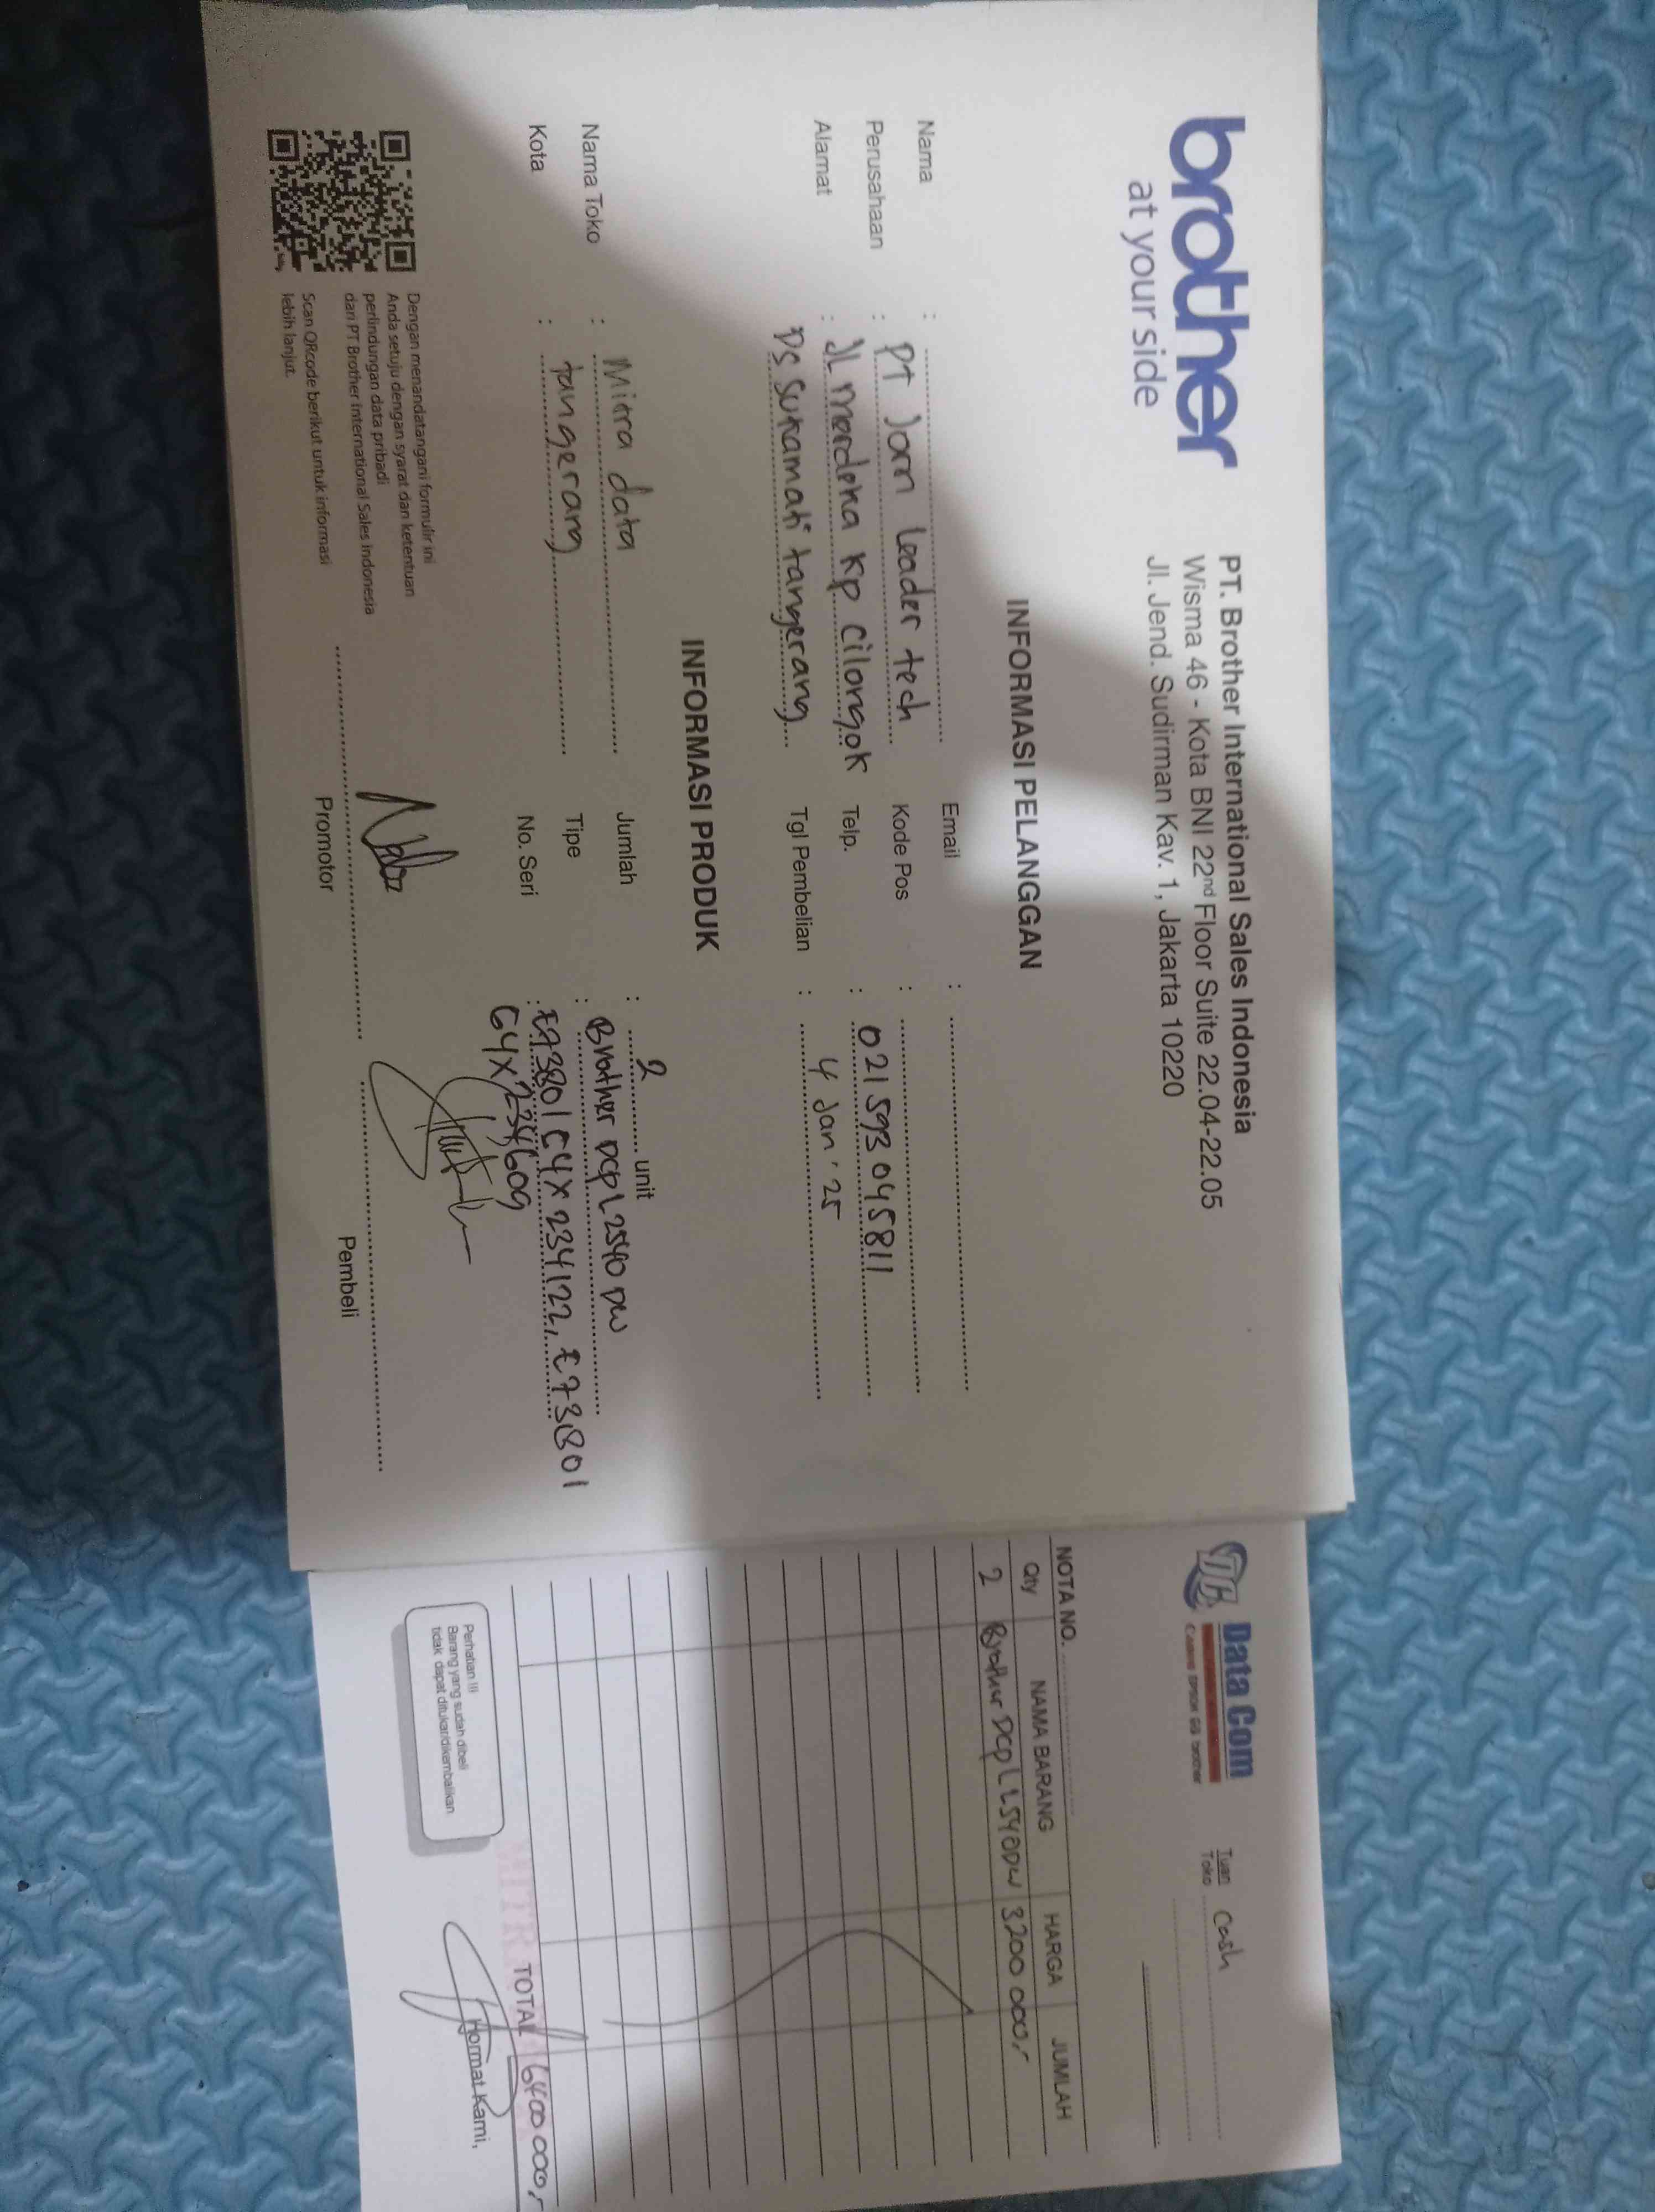 brother
at your side
PT. Brother International Sales Indonesia
Wisma 46 - Kota BNI 22nd Floor Suite 22.04-22.05
Jl. Jend. Sudirman Kav. 1, Jakarta 10220
INFORMASI PELANGGAN
Nama :
Perusahaan : PT Jorn Leader tech
Alamat : Jl merdeka kp cilongok
Ps sukamati tangerang
Email :
Kode Pos :
Telp. : 021 593 045811
Tgl Pembelian : 4 Jan '25
INFORMASI PRODUK
Nama Toko : Mitra data
Kota : tangerang
Jumlah : 2 unit
Tipe : Brother DCP L2540 DW
No. Seri : E73801C4X234122, E73801
G4X234609
Dengan menandatangani formulir ini
Anda setuju dengan syarat dan ketentuan
perlindungan data pribadi
dari PT Brother International Sales Indonesia
Scan QRcode berikut untuk informasi
lebih lanjut.
Promotor
Pembeli
Data Com
Canon EPSON brother
Tuan
Toko Cash
NOTA NO.
Qty NAMA BARANG HARGA JUMLAH
2 Brother DCP L2540DW 3200 000,-
TOTAL 6400 000,-
Perhatian !!!
Barang yang sudah dibeli
tidak dapat ditukar/dikembalikan
Hormat Kami,